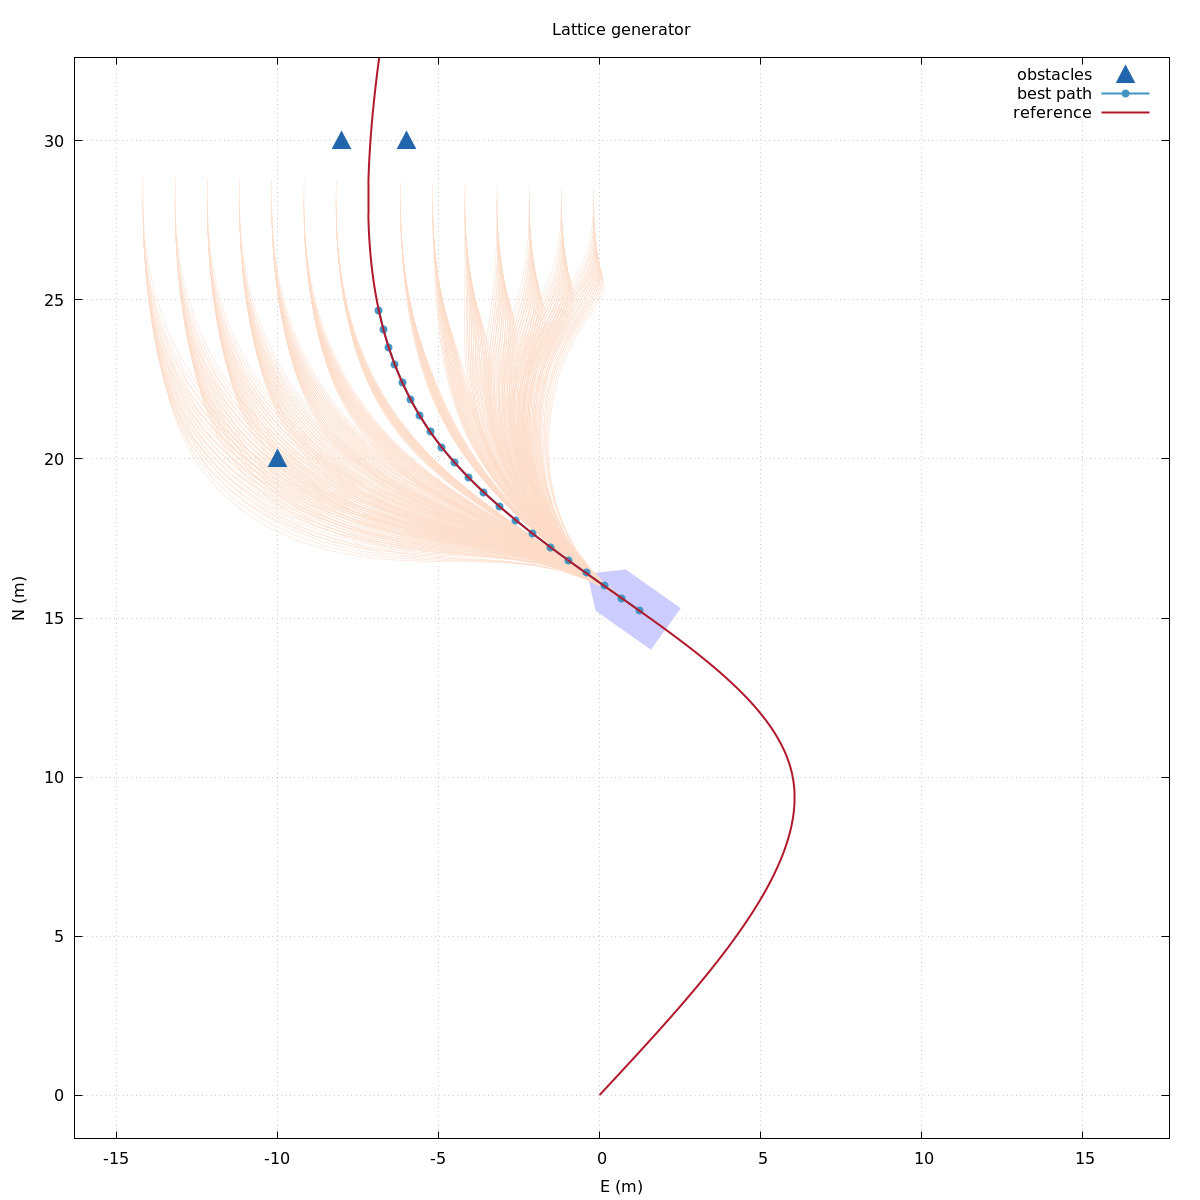 Lattice generator
obstacles
best path
reference
30
25
20
15
10
5
0
N (m)
-15 -10 -5 0 5 10 15
E (m)